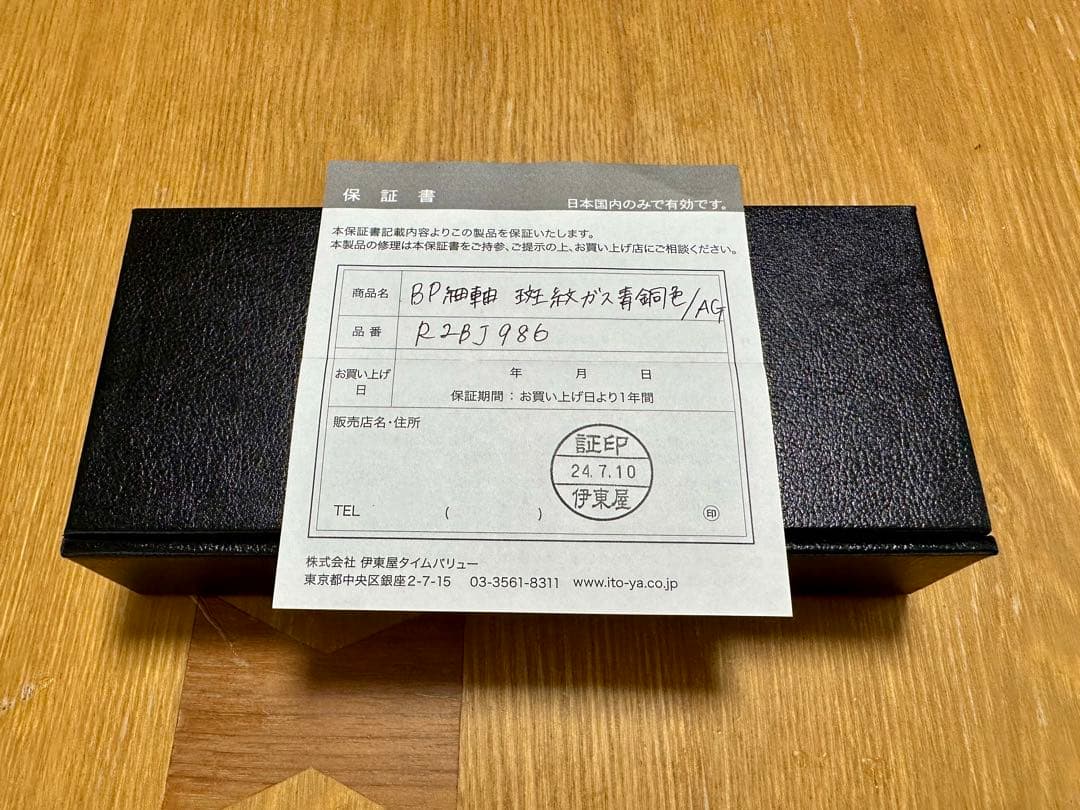 保証書
日本国内のみで有効です。
本保証書記載内容よりこの製品を保証いたします。
本製品の修理は本保証書をご持参、ご提示の上、お買い上げ店にご相談ください。
商品名 BP細軸 斑紋ガス青銅色/AG
品番 R2BJ986
お買い上げ日 年 月 日
保証期間：お買い上げ日より1年間
販売店名・住所
証印
24.7.10
伊東屋
TEL ( ) 印
株式会社 伊東屋タイムバリュー
東京都中央区銀座2-7-15 03-3561-8311 www.ito-ya.co.jp